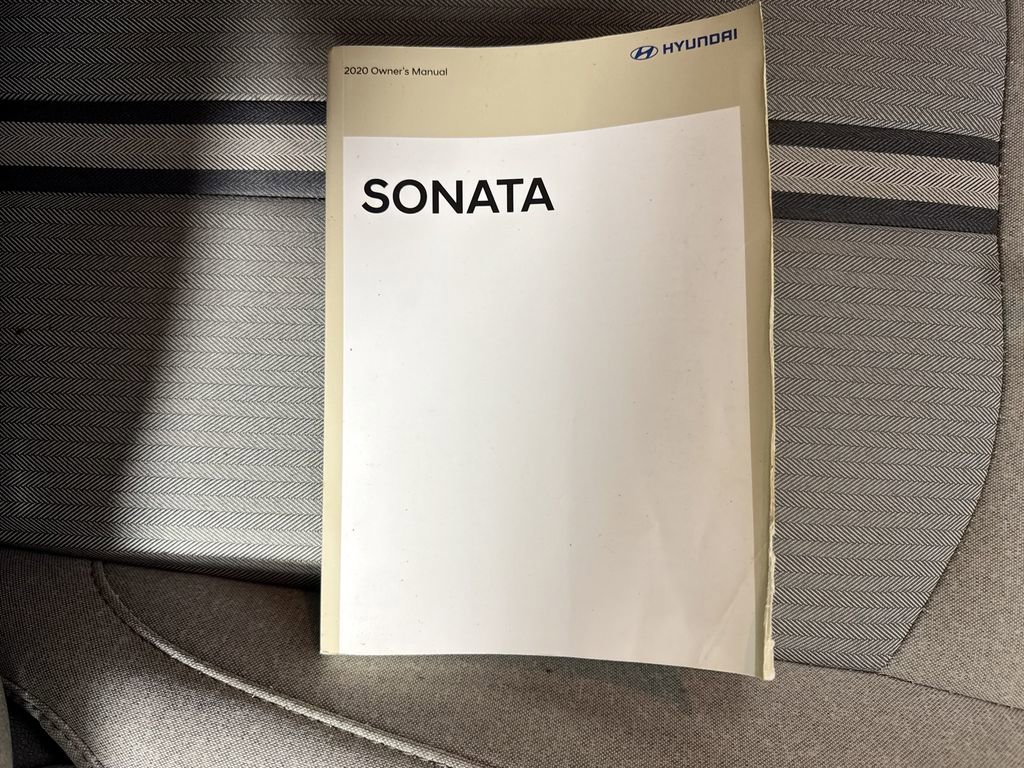 2020 Owner's Manual
HYUNDAI
SONATA